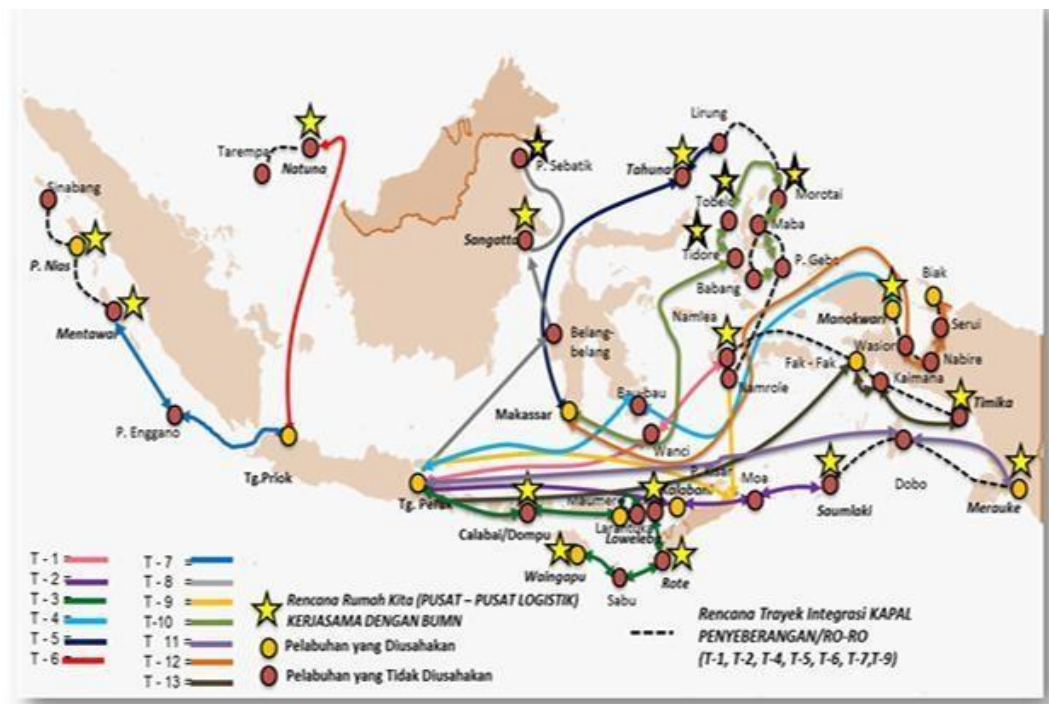 Lirung
Tarempa
Natuna
P. Sebatik
Tahuna
Morotai
Tobelo
Sinabang
Sangatta
Maba
P. Nias
Tidore
P. Gebe
Babang
Biak
Mentawai
Namlea
Manokwari
Belang-
belang
Serui
Wasior
Fak - Fak
Nabire
Kaimana
Namrole
Bau-bau
Makassar
Timika
P. Enggano
Wanci
Tg.Priok
P. Kisar
Moa
Tg. Perak
Maumere
Kalabahi
Dobo
Saumlaki
Merauke
Larantuka
Calabai/Dompu
Loweleba
Waingapu
Rote
Sabu
T - 1 =
T - 2 =
T - 3 =
T - 4 =
T - 5 =
T - 6 =
T - 7 =
T - 8 =
T - 9 =
T -10 =
T 11 =
T - 12 =
T - 13 =
Rencana Rumah Kita (PUSAT – PUSAT LOGISTIK)
KERJASAMA DENGAN BUMN
Pelabuhan yang Diusahakan
Pelabuhan yang Tidak Diusahakan
Rencana Trayek Integrasi KAPAL
PENYEBERANGAN/RO-RO
(T-1, T-2, T-4, T-5, T-6, T-7,T-9)